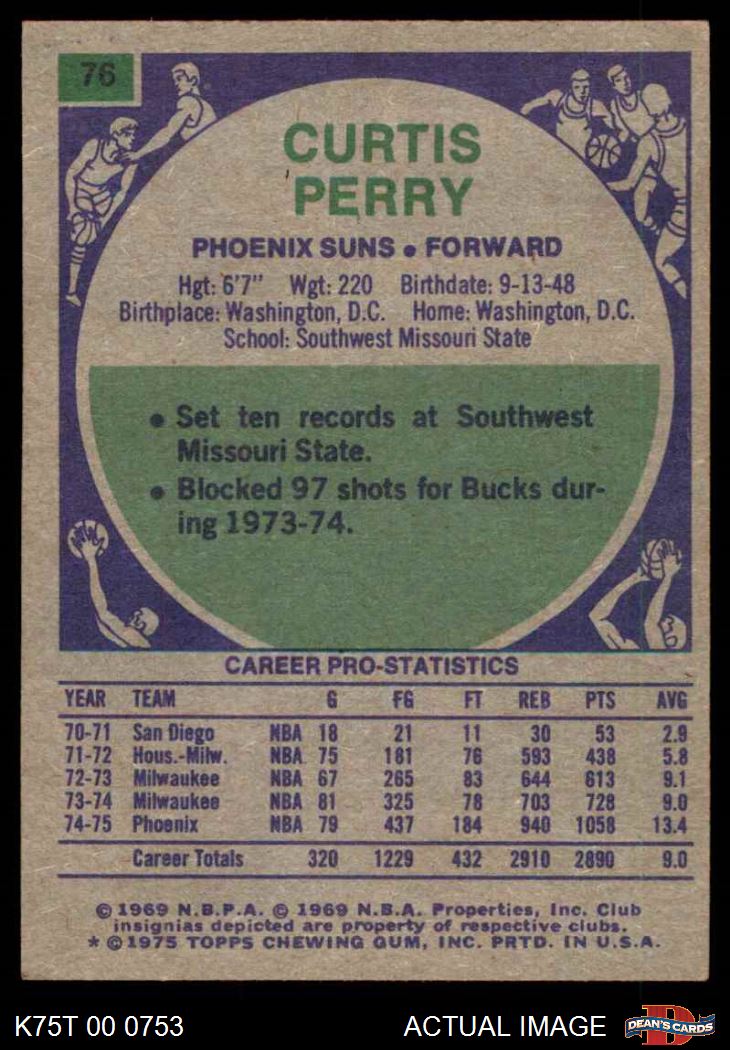 76
CURTIS
PERRY
PHOENIX SUNS • FORWARD
Hgt: 6'7" Wgt: 220 Birthdate: 9-13-48
Birthplace: Washington, D.C. Home: Washington, D.C.
School: Southwest Missouri State
• Set ten records at Southwest
Missouri State.
• Blocked 97 shots for Bucks dur-
ing 1973-74.
CAREER PRO-STATISTICS
YEAR TEAM G FG FT REB PTS AVG
70-71 San Diego NBA 18 21 11 30 53 2.9
71-72 Hous.-Milw. NBA 75 181 76 593 438 5.8
72-73 Milwaukee NBA 67 265 83 644 613 9.1
73-74 Milwaukee NBA 81 325 78 703 728 9.0
74-75 Phoenix NBA 79 437 184 940 1058 13.4
Career Totals 320 1229 432 2910 2890 9.0
© 1969 N.B.P.A. © 1969 N.B.A. Properties, Inc. Club
insignias depicted are property of respective clubs.
* © 1975 TOPPS CHEWING GUM, INC. PRTD. IN U.S.A.
K75T 00 0753 ACTUAL IMAGE D DEAN'S CARDS